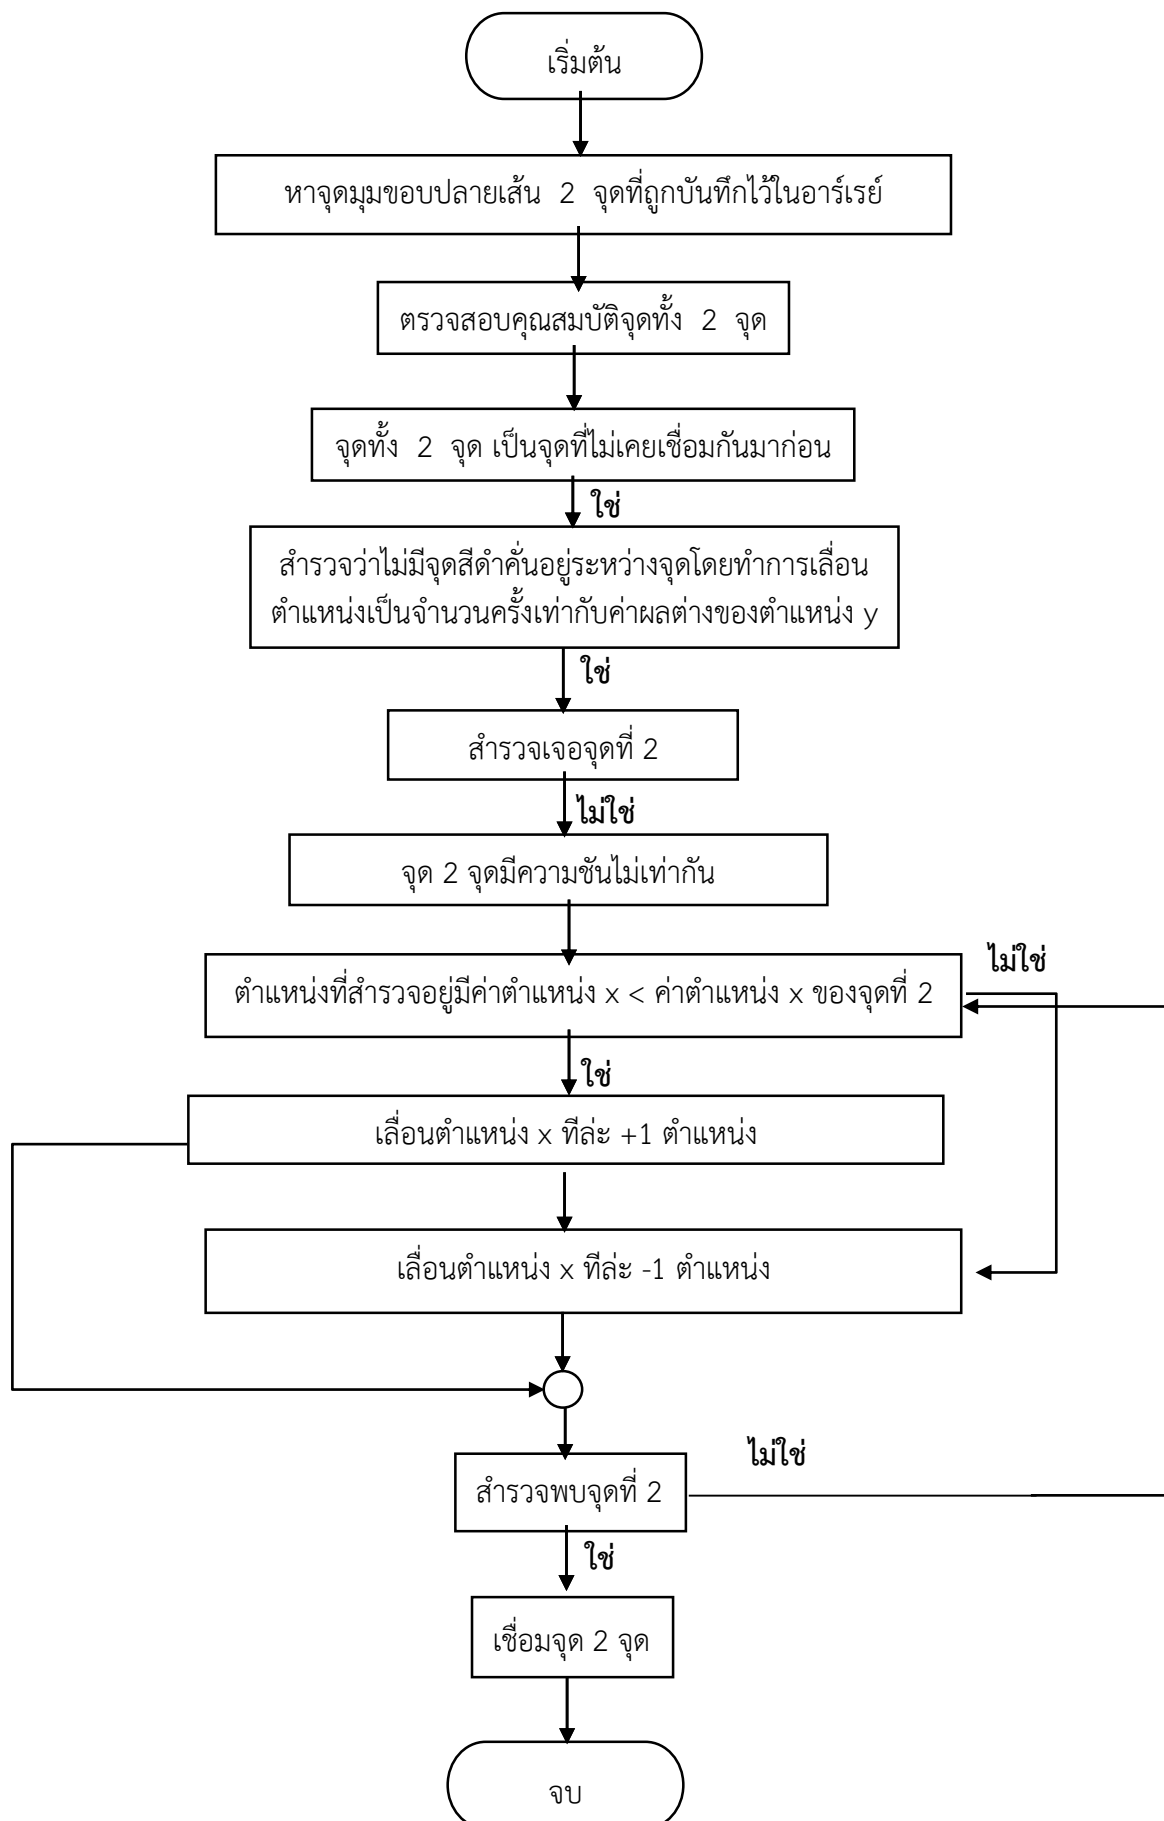 เริ่มต้น
หาจุดมุมขอบปลายเส้น 2 จุดที่ถูกบันทึกไว้ในอาร์เรย์
ตรวจสอบคุณสมบัติจุดทั้ง 2 จุด
จุดทั้ง 2 จุด เป็นจุดที่ไม่เคยเชื่อมกันมาก่อน
ใช่
สำรวจว่าไม่มีจุดสีดำคั่นอยู่ระหว่างจุดโดยทำการเลื่อน
ตำแหน่งเป็นจำนวนครั้งเท่ากับค่าผลต่างของตำแหน่ง y
ใช่
สำรวจเจอจุดที่ 2
ไม่ใช่
จุด 2 จุดมีความชันไม่เท่ากัน
ไม่ใช่
ตำแหน่งที่สำรวจอยู่มีค่าตำแหน่ง x < ค่าตำแหน่ง x ของจุดที่ 2
ใช่
เลื่อนตำแหน่ง x ทีล่ะ +1 ตำแหน่ง
เลื่อนตำแหน่ง x ทีล่ะ -1 ตำแหน่ง
ไม่ใช่
สำรวจพบจุดที่ 2
ใช่
เชื่อมจุด 2 จุด
จบ